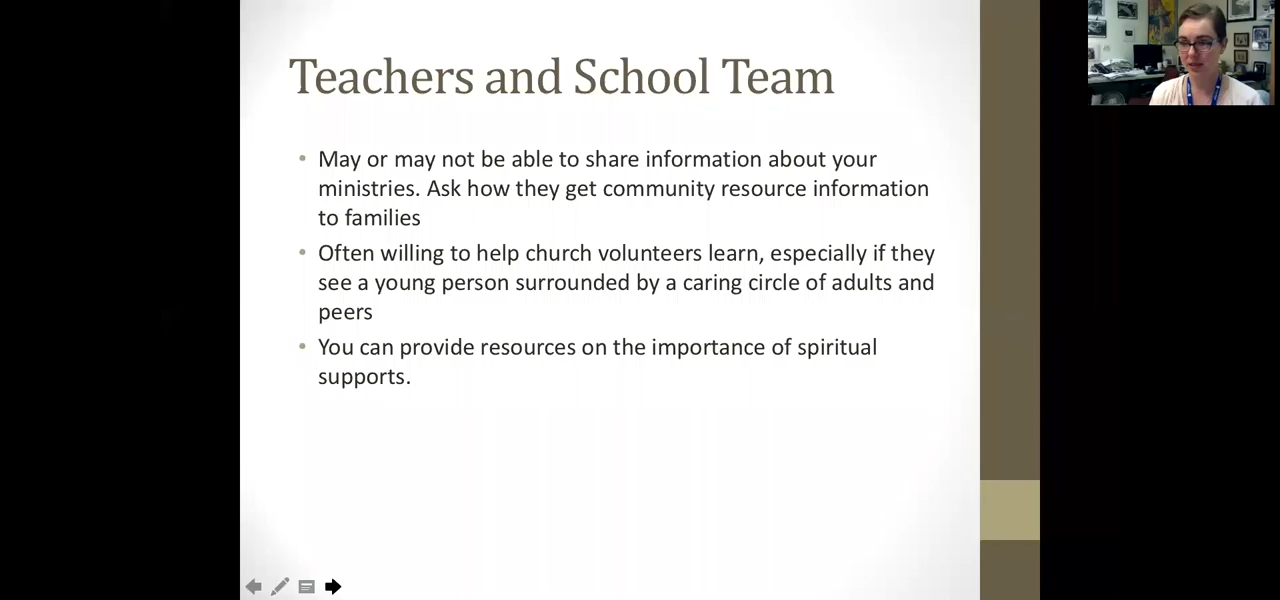 Teachers and School Team
• May or may not be able to share information about your
ministries. Ask how they get community resource information
to families
• Often willing to help church volunteers learn, especially if they
see a young person surrounded by a caring circle of adults and
peers
• You can provide resources on the importance of spiritual
supports.